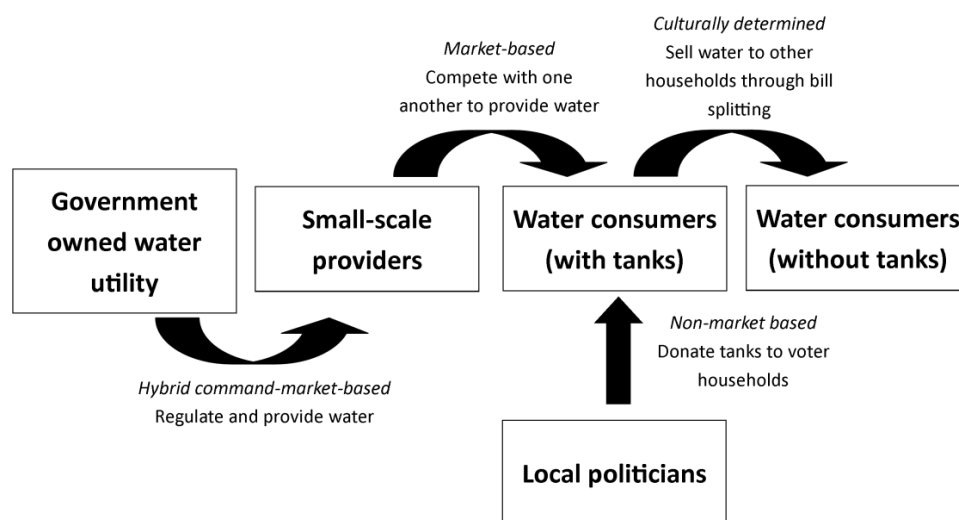 Market-based
Compete with one
another to provide water
Culturally determined
Sell water to other
households through bill
splitting
Government
owned water
utility
Small-scale
providers
Water consumers
(with tanks)
Water consumers
(without tanks)
Hybrid command-market-based
Regulate and provide water
Non-market based
Donate tanks to voter
households
Local politicians